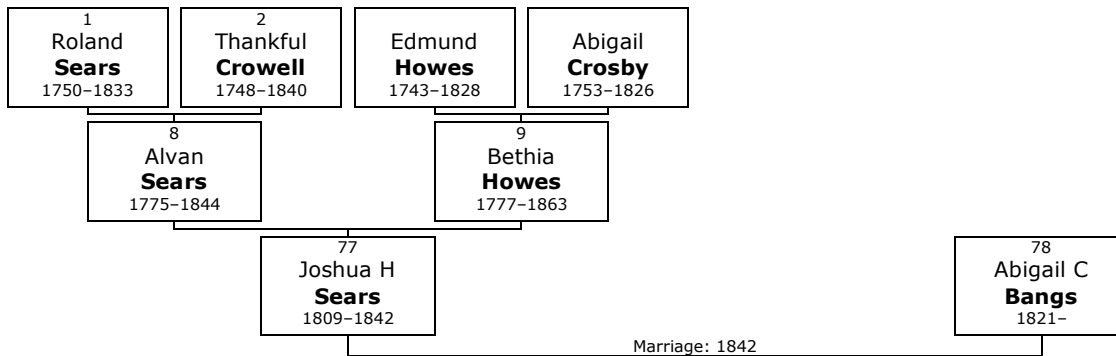 1
Roland
Sears
1750–1833
2
Thankful
Crowell
1748–1840
Edmund
Howes
1743–1828
Abigail
Crosby
1753–1826
8
Alvan
Sears
1775–1844
9
Bethia
Howes
1777–1863
77
Joshua H
Sears
1809–1842
78
Abigail C
Bangs
1821–
Marriage: 1842